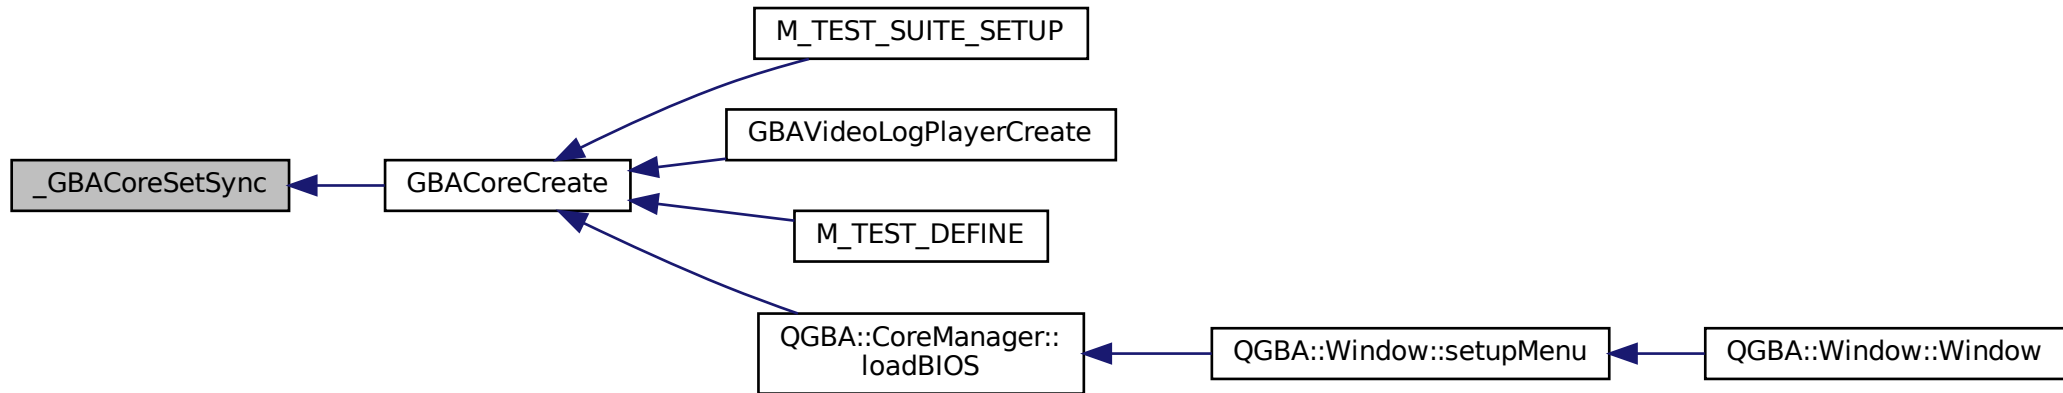 M_TEST_SUITE_SETUP
GBAVideoLogPlayerCreate
_GBACoreSetSync
GBACoreCreate
M_TEST_DEFINE
QGBA::CoreManager::
loadBIOS
QGBA::Window::setupMenu
QGBA::Window::Window